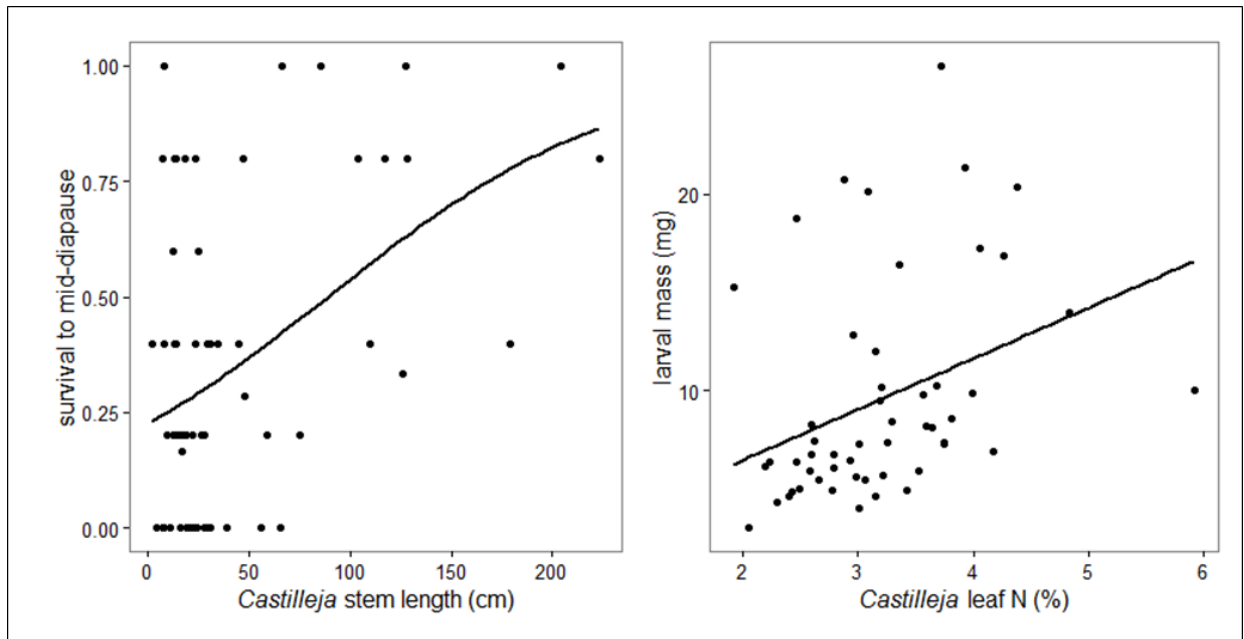 1.00
0.75
0.50
0.25
0.00
survival to mid-diapause
0 50 100 150 200
Castilleja stem length (cm)
20
10
larval mass (mg)
2 3 4 5 6
Castilleja leaf N (%)